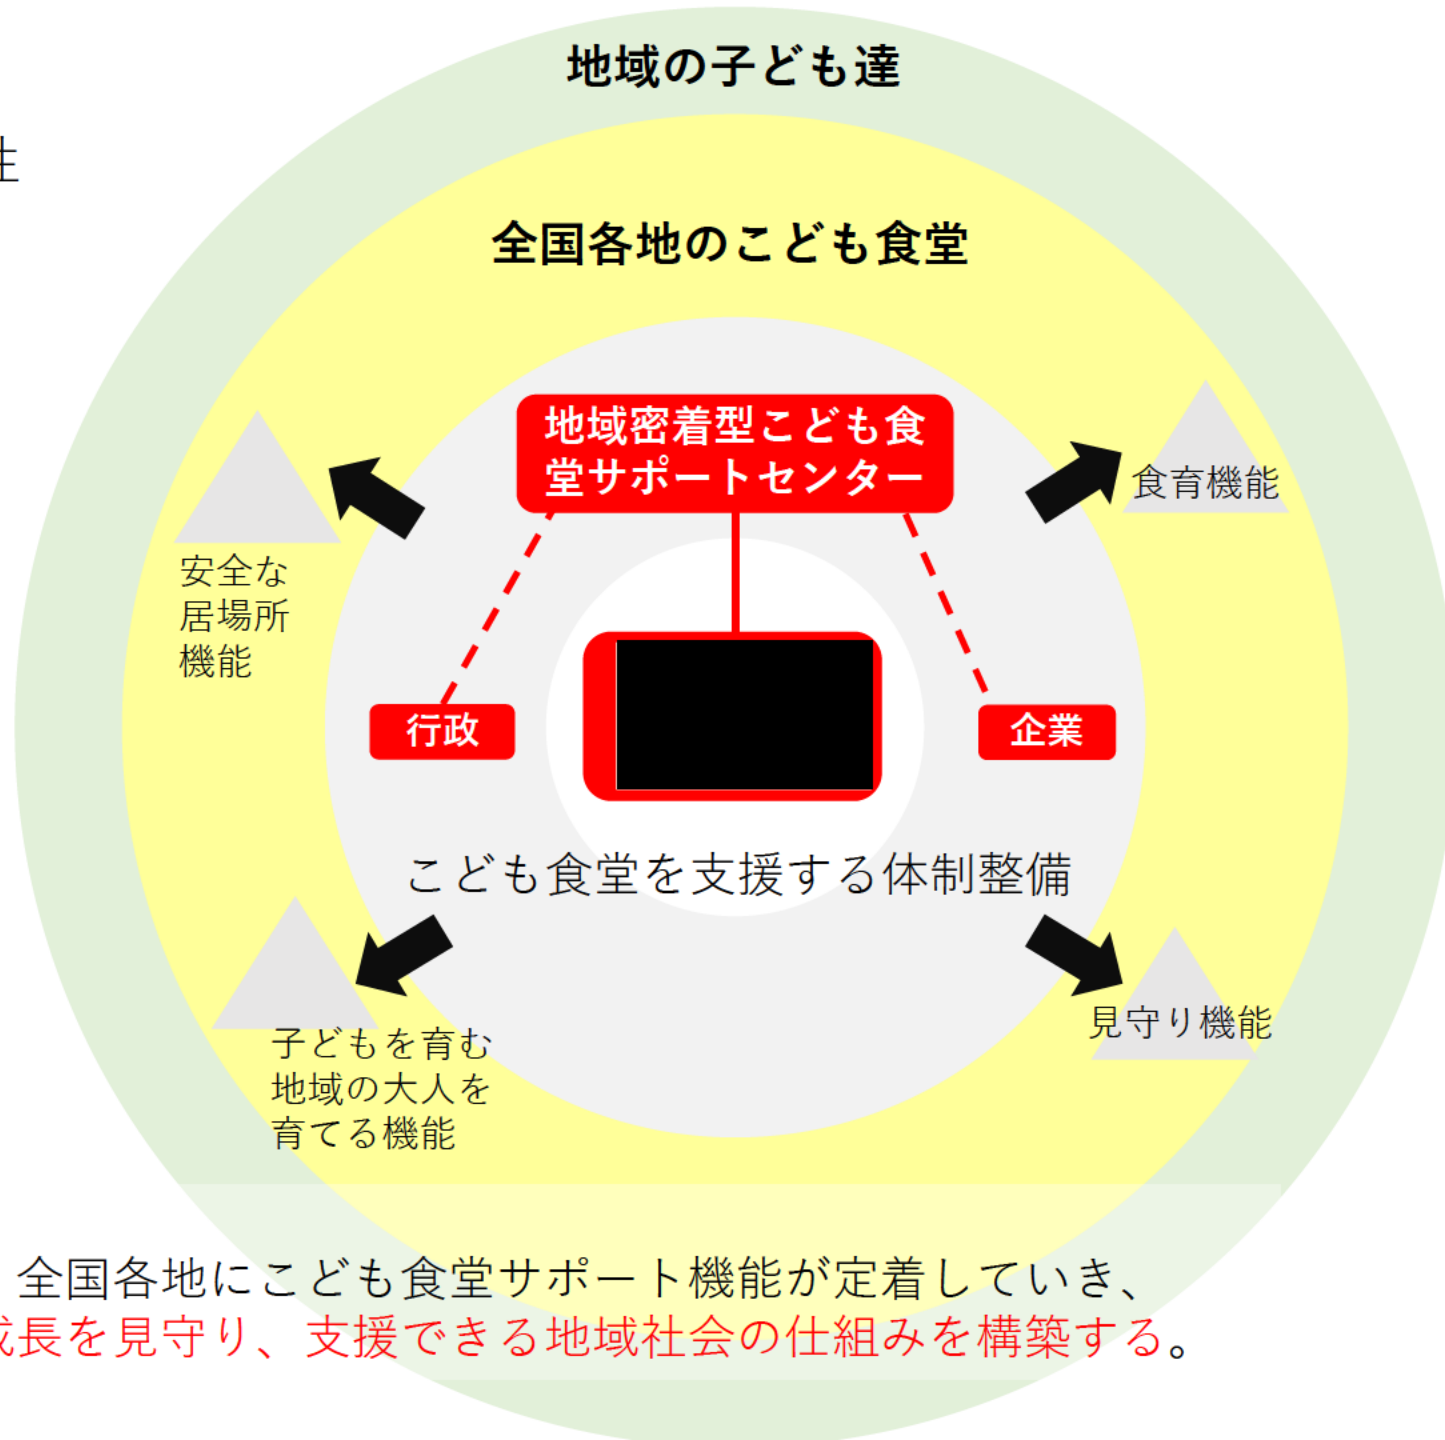 地域の子ども達
性
全国各地のこども食堂
地域密着型こども食
堂サポートセンター
食育機能
安全な
居場所
機能
行政
企業
こども食堂を支援する体制整備
見守り機能
子どもを育む
地域の大人を
育てる機能
全国各地にこども食堂サポート機能が定着していき、
成長を見守り、支援できる地域社会の仕組みを構築する。